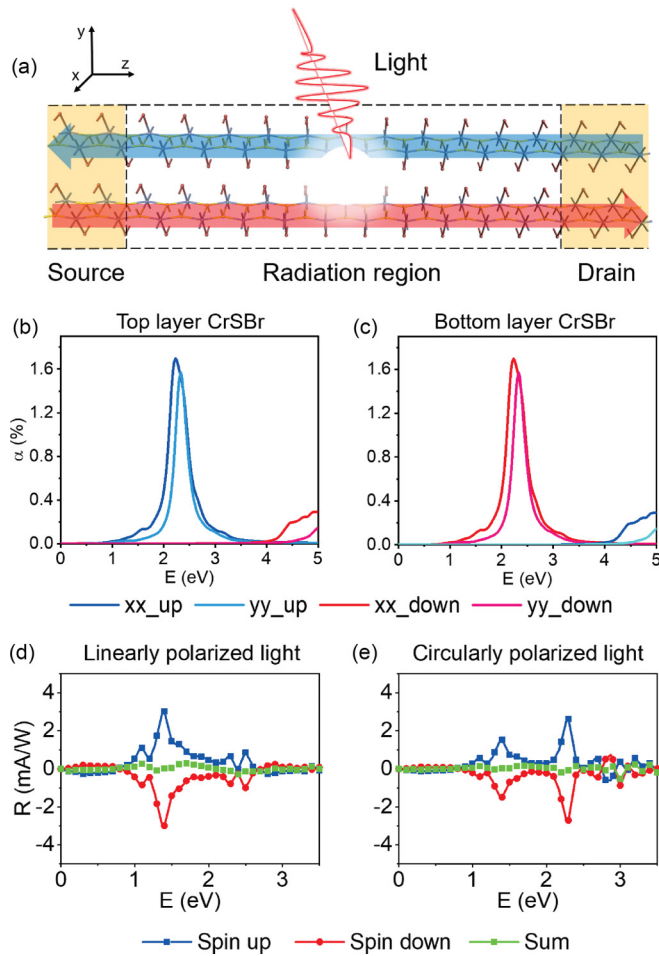 (a)
y
x
z
Light
Source
Radiation region
Drain
(b)
Top layer CrSBr
α (%)
1.6
1.2
0.8
0.4
0.0
0 1 2 3 4 5
E (eV)
(c)
Bottom layer CrSBr
α (%)
1.6
1.2
0.8
0.4
0.0
0 1 2 3 4 5
E (eV)
xx_up yy_up xx_down yy_down
(d)
Linearly polarized light
R (mA/W)
4
2
0
-2
-4
0 1 2 3
E (eV)
(e)
Circularly polarized light
R (mA/W)
4
2
0
-2
-4
0 1 2 3
E (eV)
Spin up Spin down Sum